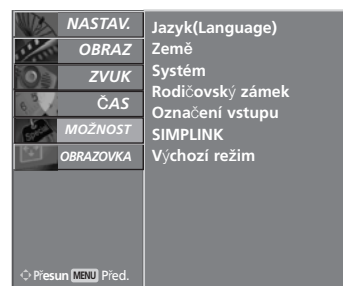 NASTAV.
OBRAZ
ZVUK
ČAS
MOŽNOST
OBRAZOVKA
Jazyk(Language)
Země
Systém
Rodičovský zámek
Označení vstupu
SIMPLINK
Výchozí režim
Přesun MENU Před.